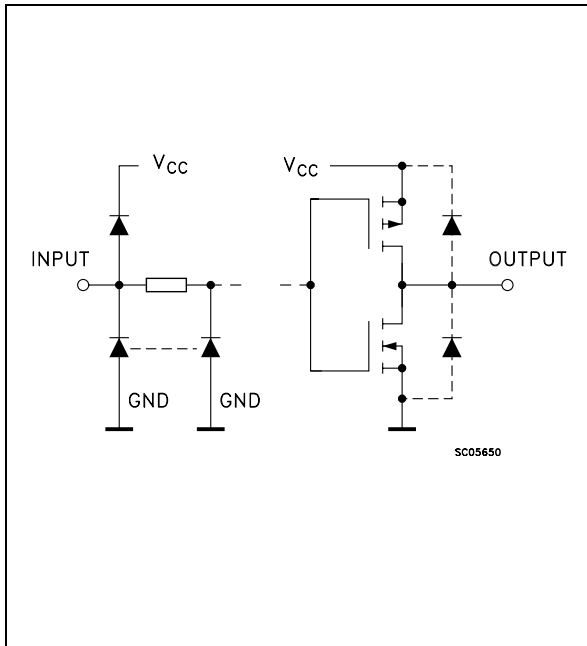 VCC
VCC
INPUT
OUTPUT
GND
GND
SC05650